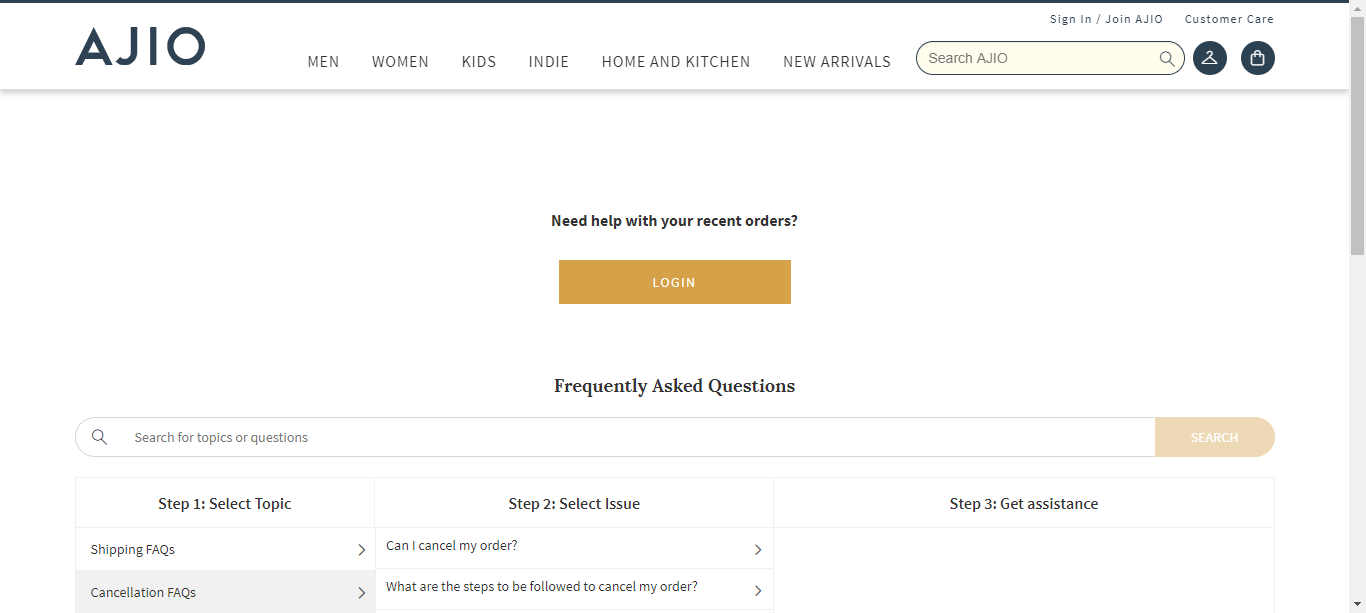 Sign In / Join AJIO Customer Care
AJIO
MEN WOMEN KIDS INDIE HOME AND KITCHEN NEW ARRIVALS Search AJIO
Need help with your recent orders?
LOGIN
Frequently Asked Questions
Search for topics or questions SEARCH
Step 1: Select Topic Step 2: Select Issue Step 3: Get assistance
Shipping FAQs Can I cancel my order?
Cancellation FAQs What are the steps to be followed to cancel my order?